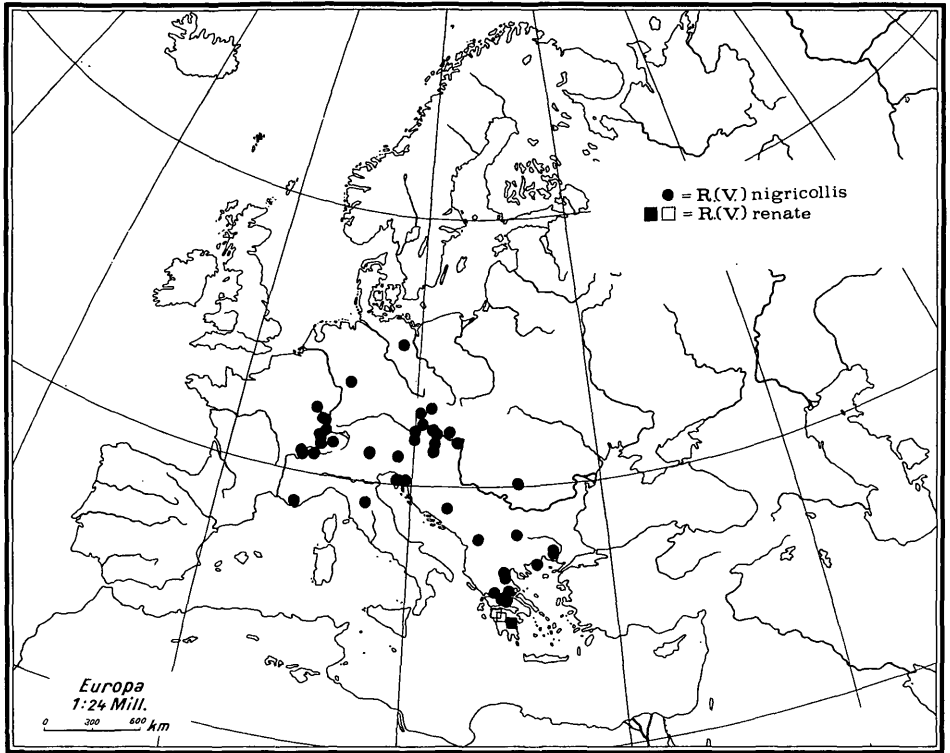 ● = R.(V.) nigricollis
■ □ = R.(V.) renate
Europa
1:24 Mill.
0 300 600 km